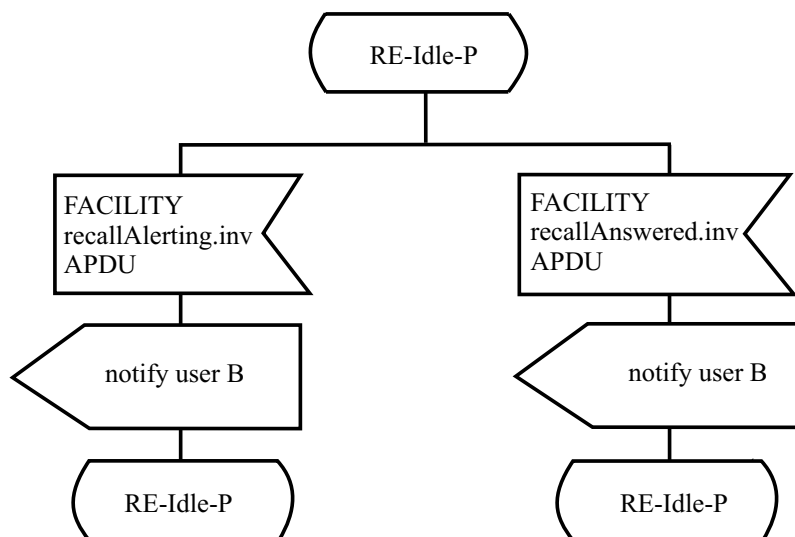 RE-Idle-P
FACILITY
recallAlerting.inv
APDU
FACILITY
recallAnswered.inv
APDU
notify user B
notify user B
RE-Idle-P
RE-Idle-P